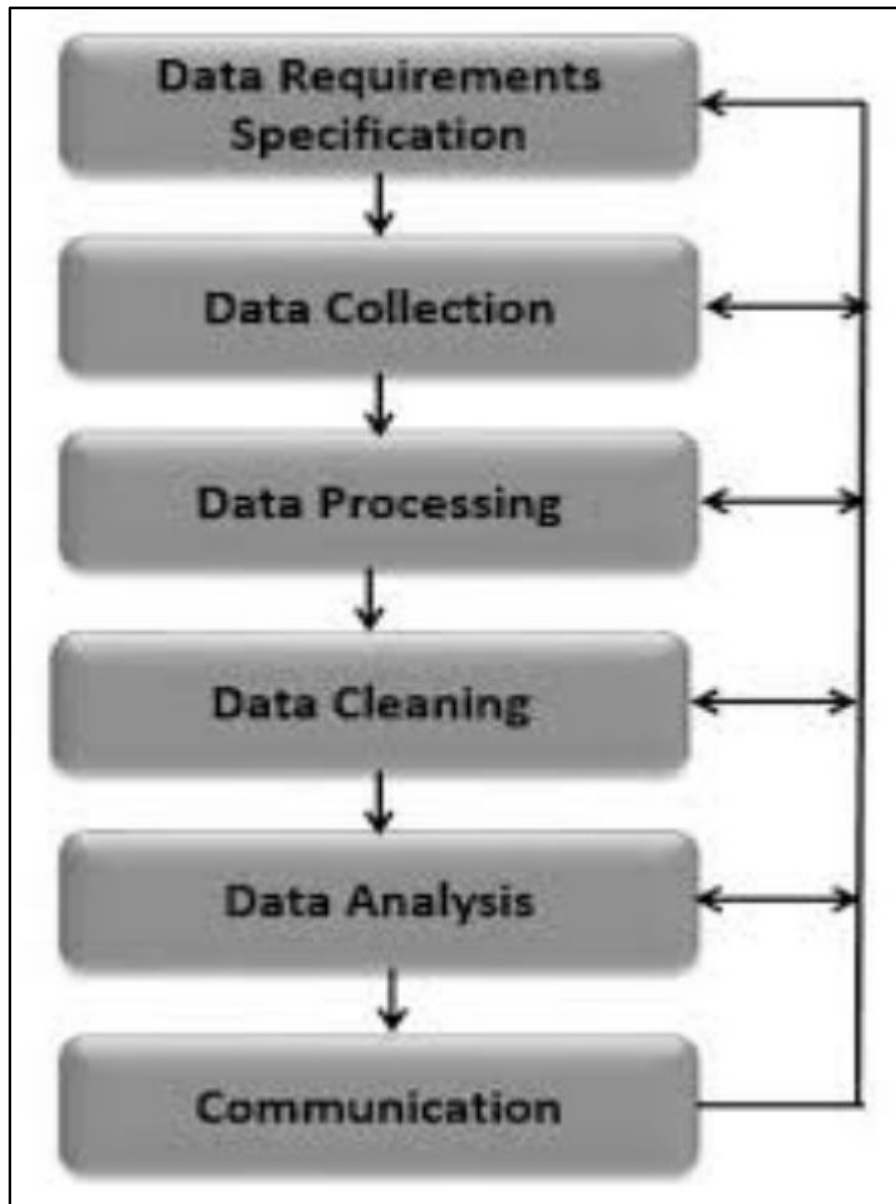 Data Requirements
Specification
Data Collection
Data Processing
Data Cleaning
Data Analysis
Communication